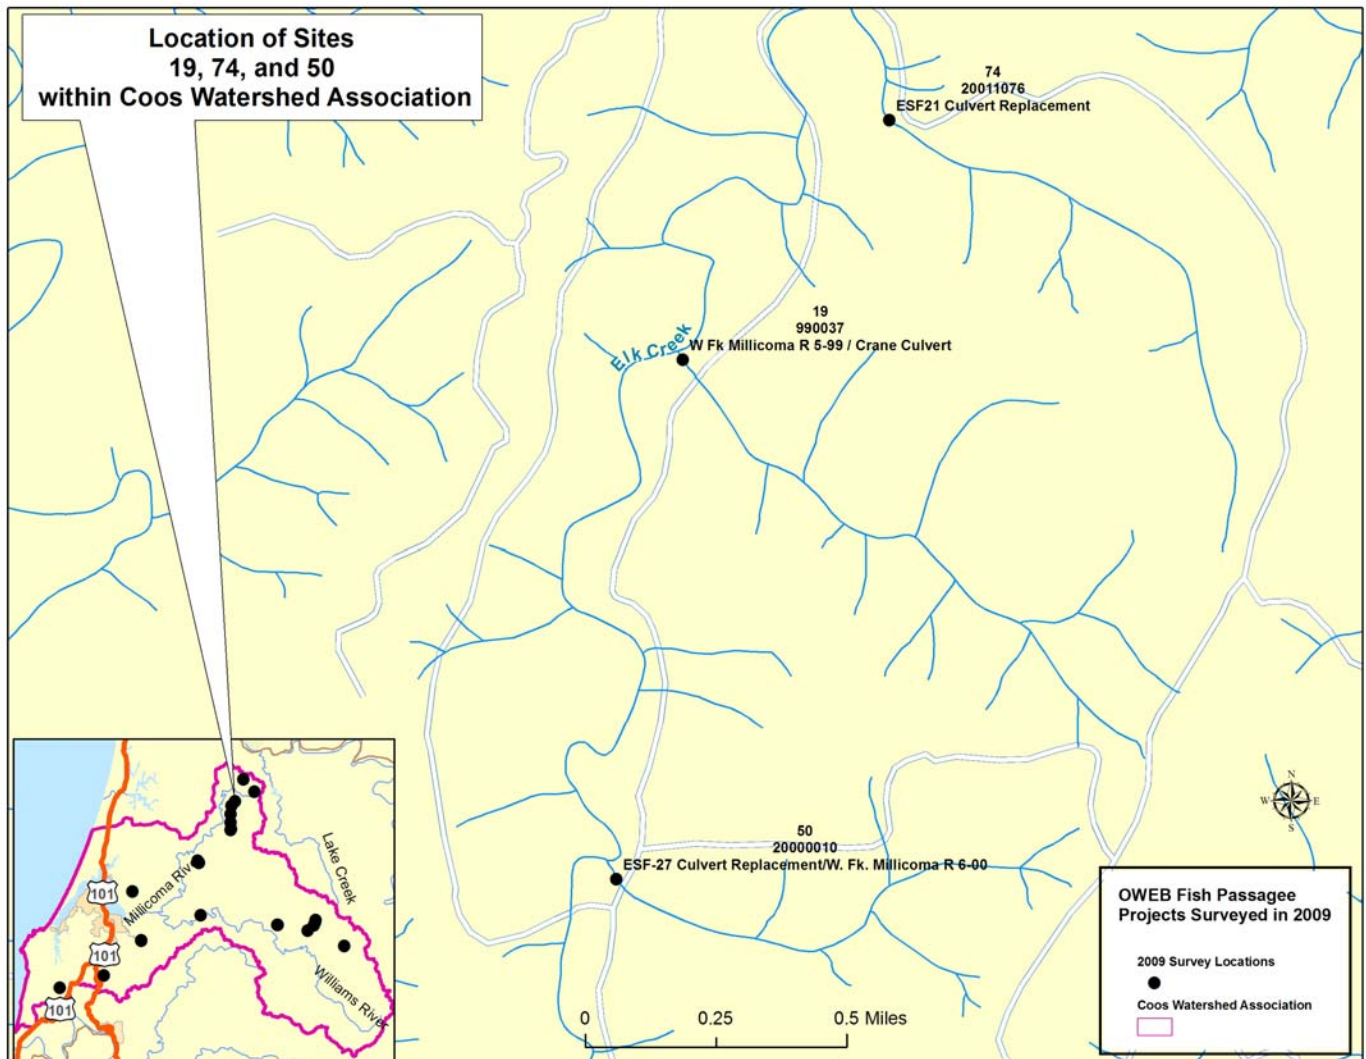 Location of Sites
19, 74, and 50
within Coos Watershed Association
74
20011076
ESF21 Culvert Replacement
19
990037
W Fk Millicoma R 5-99 / Crane Culvert
Elk Creek
50
20000010
ESF-27 Culvert Replacement/W. Fk. Millicoma R 6-00
Lake Creek
Millicoma River
101
101
Williams River
101
0 0.25 0.5 Miles
N
W E
S
OWEB Fish Passagee
Projects Surveyed in 2009
2009 Survey Locations
Coos Watershed Association